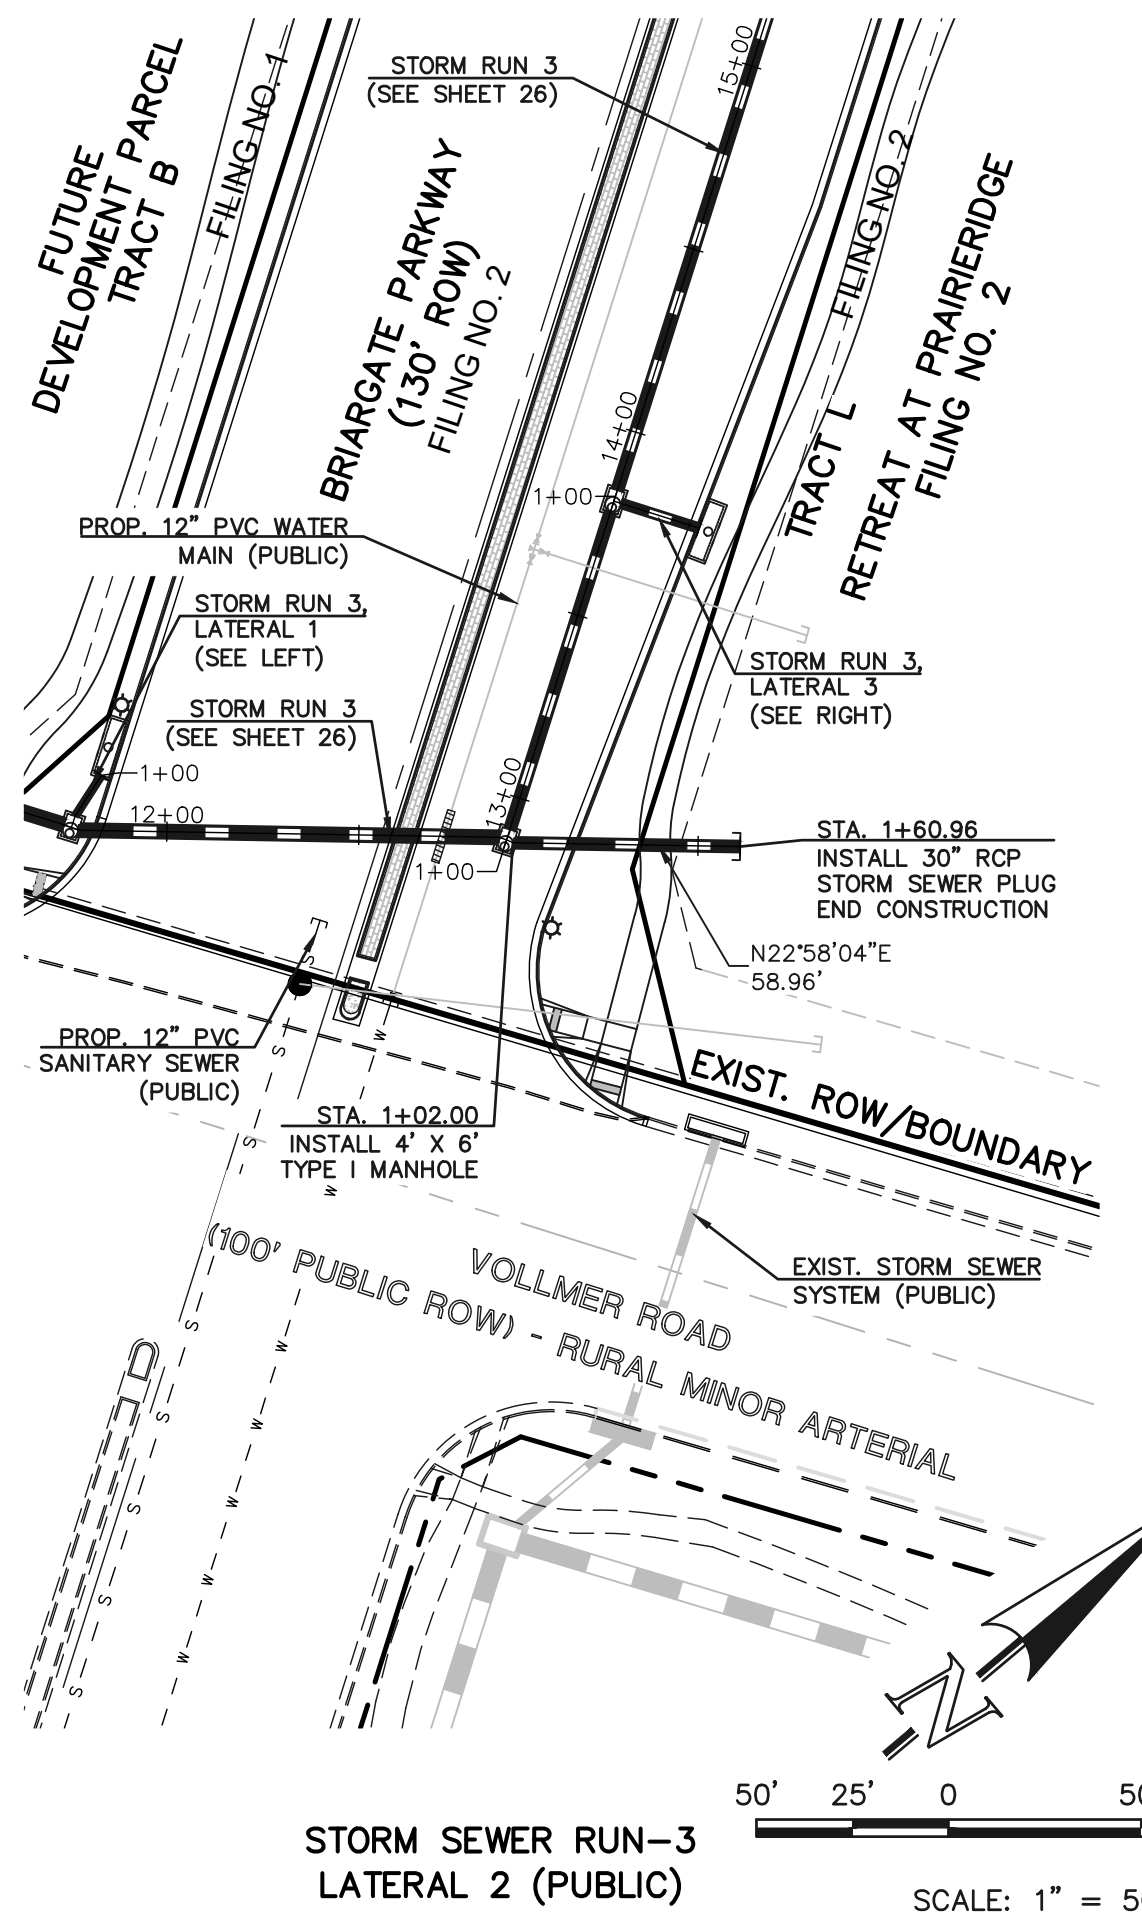 STORM RUN 3
(SEE SHEET 26)
15+00
FUTURE
DEVELOPMENT PARCEL
TRACT B
FILING NO. 1
BRIARGATE PARKWAY
(130' ROW)
FILING NO. 2
FILING NO. 2
TRACT L
RETREAT AT PRAIRIERIDGE
FILING NO. 2
14+00
1+00
PROP. 12" PVC WATER
MAIN (PUBLIC)
STORM RUN 3,
LATERAL 1
(SEE LEFT)
STORM RUN 3,
LATERAL 3
(SEE RIGHT)
STORM RUN 3
(SEE SHEET 26)
1+00
12+00
13+00
1+00
STA. 1+60.96
INSTALL 30" RCP
STORM SEWER PLUG
END CONSTRUCTION
N22°58'04"E
58.96'
PROP. 12" PVC
SANITARY SEWER
(PUBLIC)
STA. 1+02.00
INSTALL 4' X 6'
TYPE I MANHOLE
EXIST. ROW/BOUNDARY
S
S
S
S
S
S
S
S
W
W
W
W
W
W
W
VOLLMER ROAD
(100' PUBLIC ROW) - RURAL MINOR ARTERIAL
EXIST. STORM SEWER
SYSTEM (PUBLIC)
N
50' 25' 0
STORM SEWER RUN-3
LATERAL 2 (PUBLIC)
SCALE: 1" =